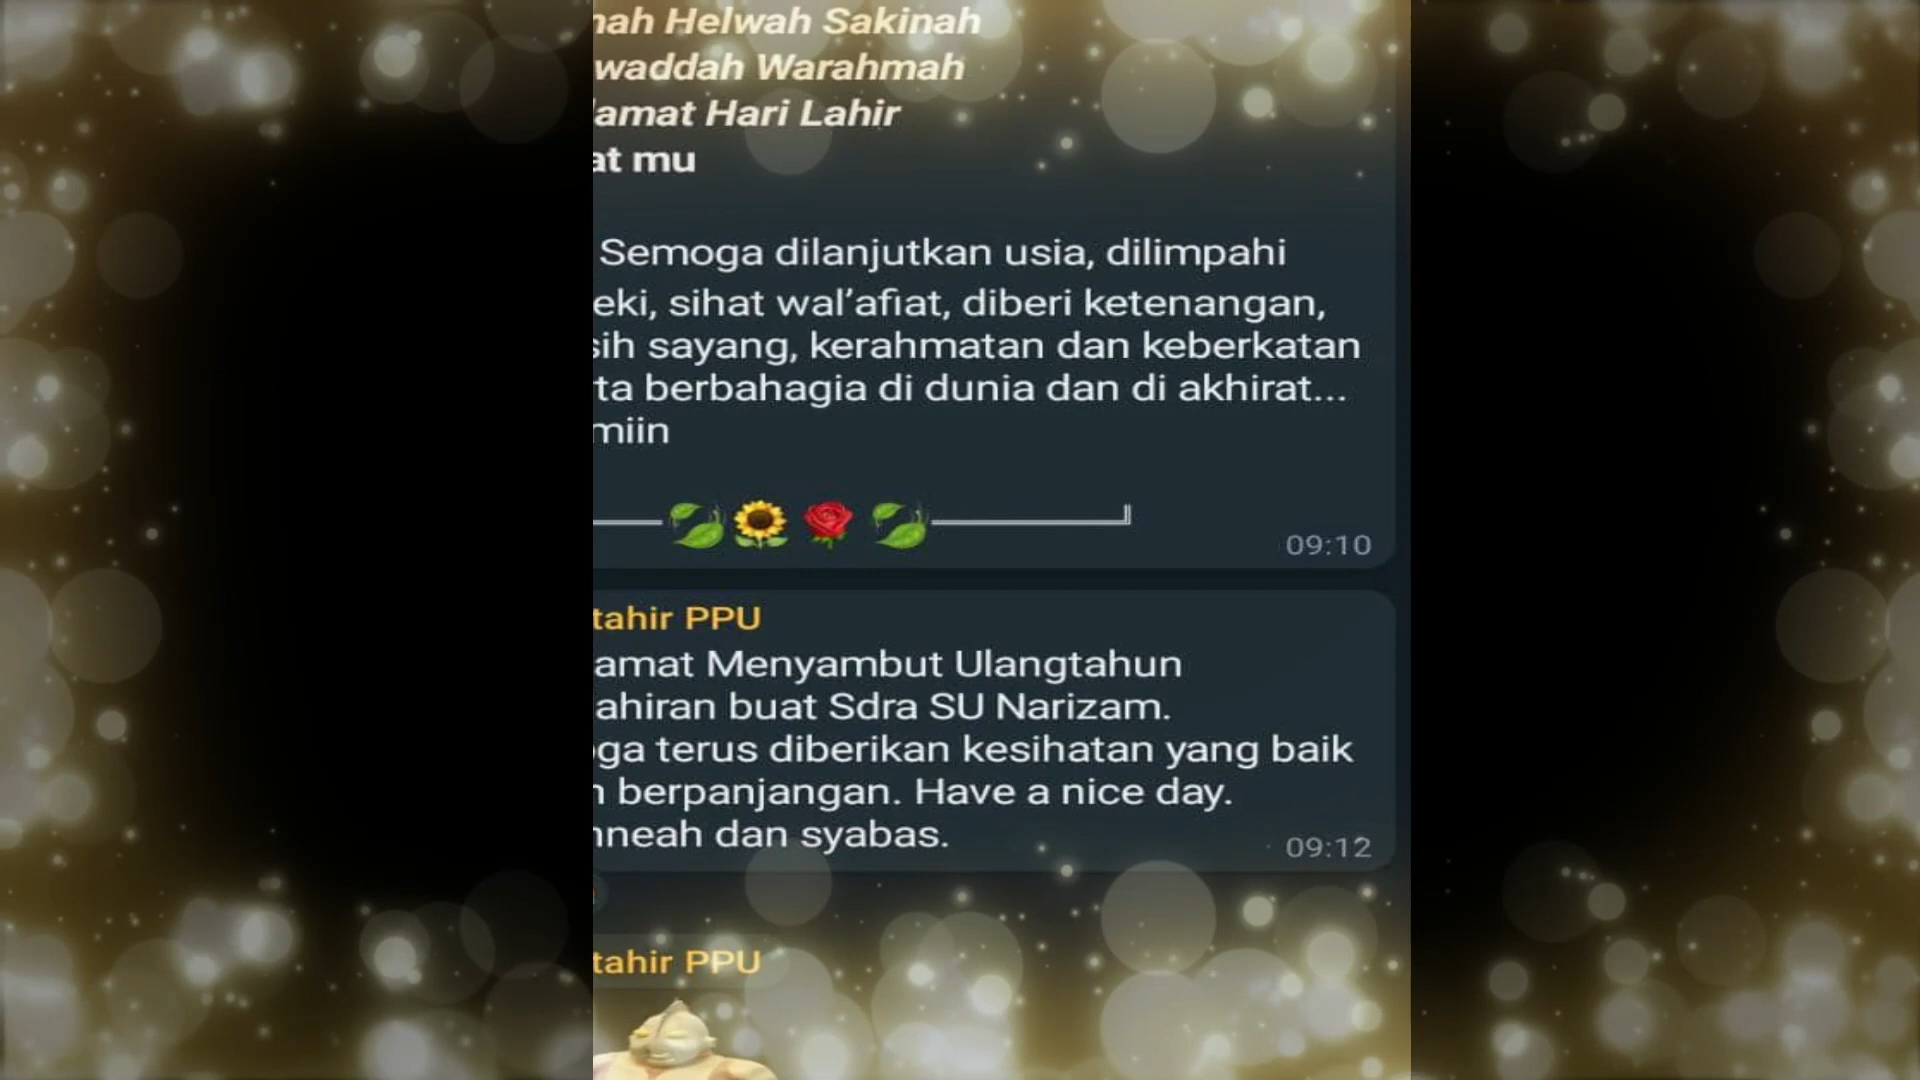 nah Helwah Sakinah
waddah Warahmah
lamat Hari Lahir
at mu
Semoga dilanjutkan usia, dilimpahi
eki, sihat wal’afiat, diberi ketenangan,
sih sayang, kerahmatan dan keberkatan
ta berbahagia di dunia dan di akhirat...
miin
09:10
tahir PPU
amat Menyambut Ulangtahun
ahiran buat Sdra SU Narizam.
oga terus diberikan kesihatan yang baik
n berpanjangan. Have a nice day.
nneah dan syabas.
09:12
tahir PPU